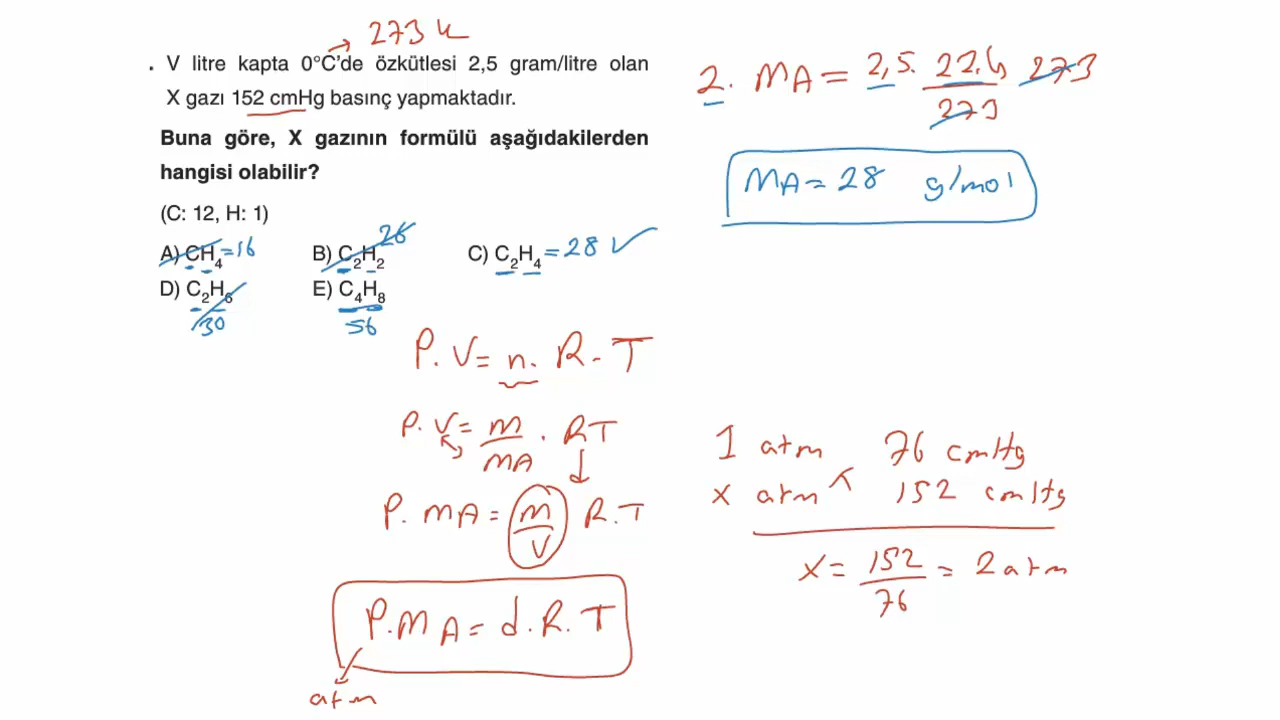 273 K
. V litre kapta 0°C'de özkütlesi 2,5 gram/litre olan
X gazı 152 cmHg basınç yapmaktadır.
Buna göre, X gazının formülü aşağıdakilerden
hangisi olabilir?
(C: 12, H: 1)
A) CH4 =16 B) C2H2 26 C) C2H4 =28 ✓
D) C2H6 30 E) C4H8 56
P. V= n. R. T
P. V= m/MA . RT
P. MA = m/V R.T
P.MA= d.R.T
atm
2. MA= 2,5. 22,4/273 273
MA= 28 g/mol
1 atm 76 cmHg
x atm 152 cmHg
x= 152/76 = 2 atm